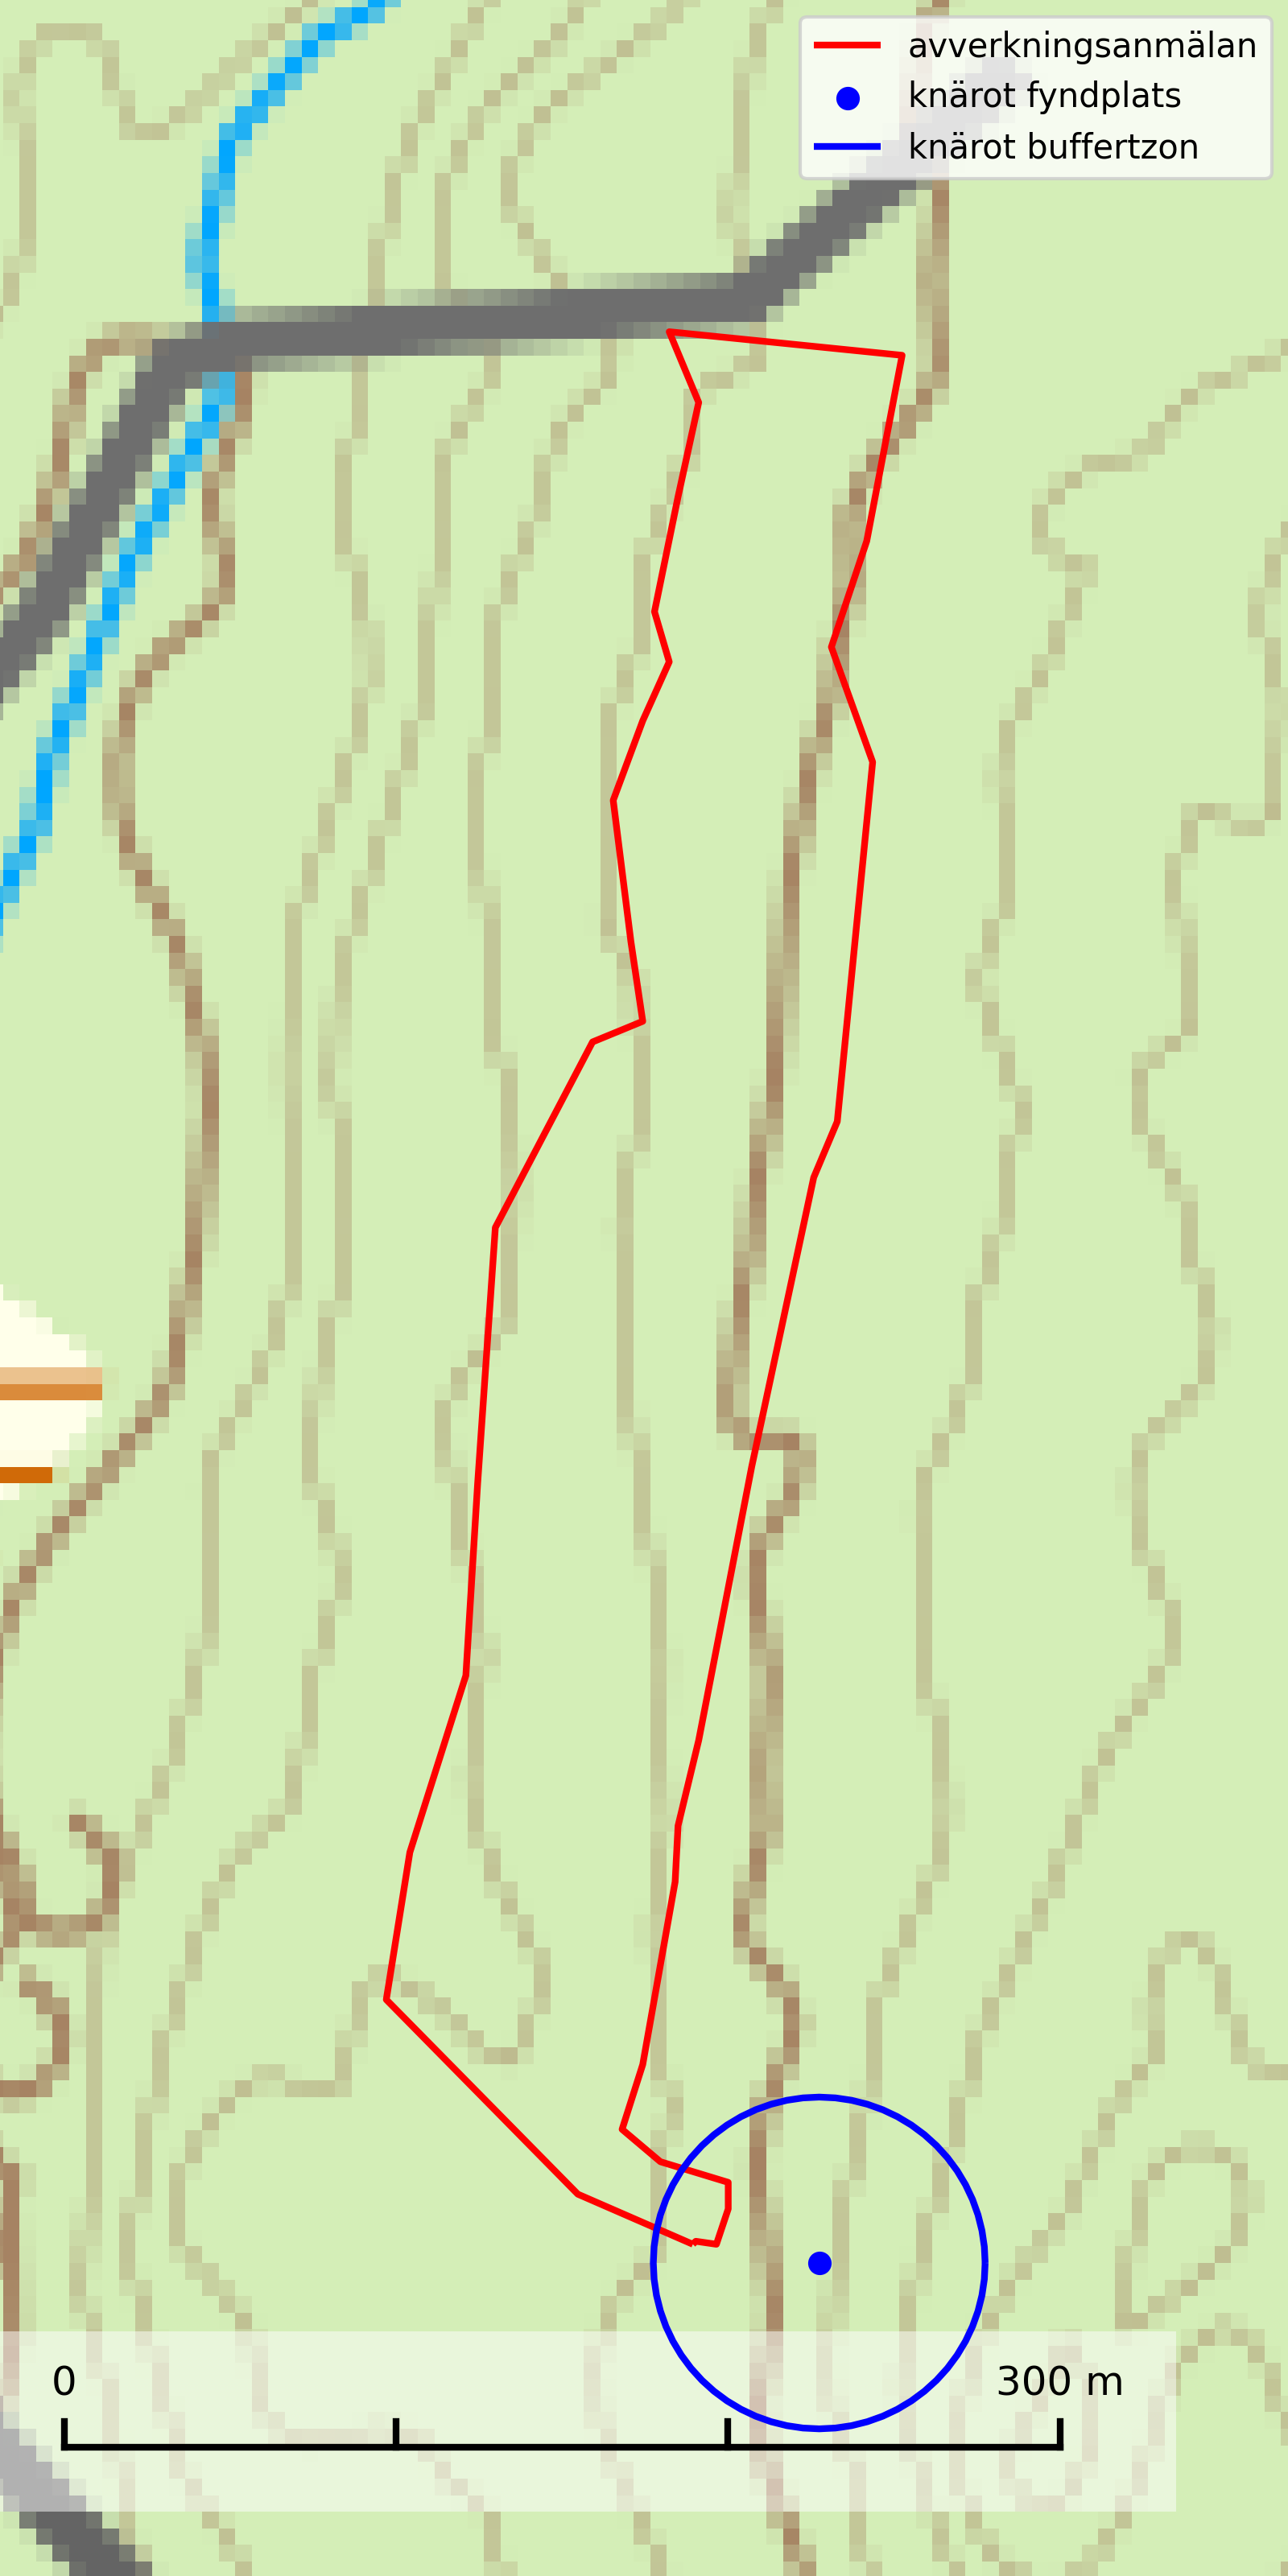 avverkningsanmälan
knärot fyndplats
knärot buffertzon
0 300 m